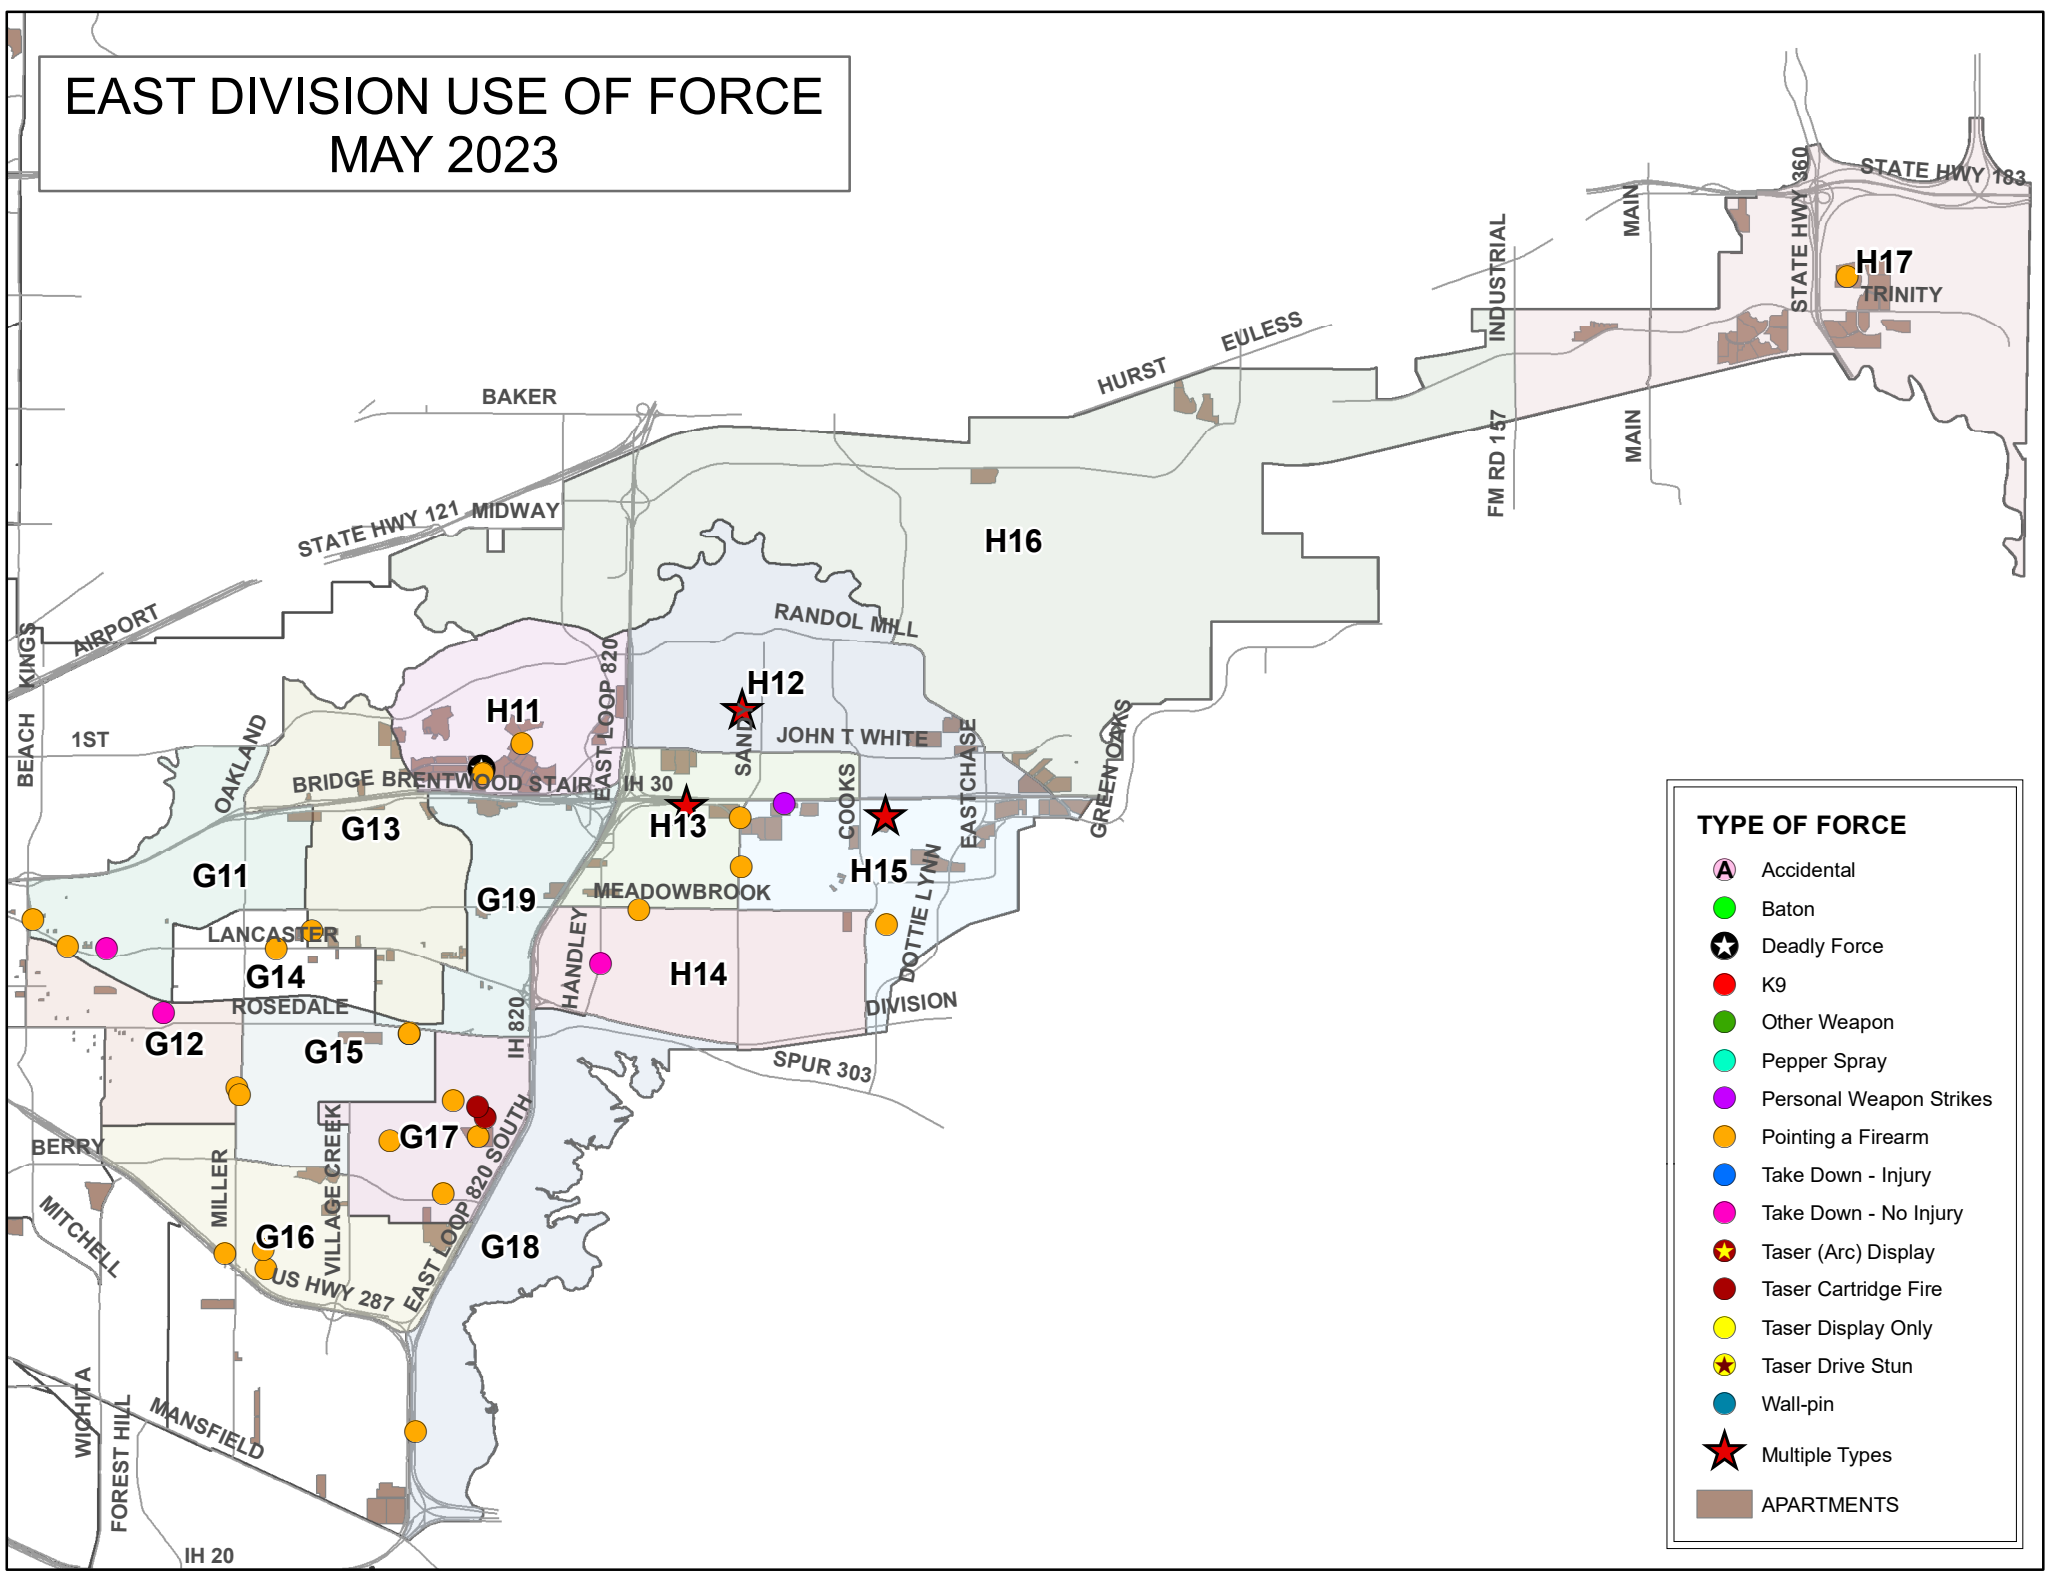 EAST DIVISION USE OF FORCE
MAY 2023
STATE HWY 183
STATE HWY 360
MAIN
INDUSTRIAL
H17
TRINITY
HURST
EULESS
BAKER
FM RD 157
MAIN
STATE HWY 121
MIDWAY
H16
AIRPORT
KINGS
RANDOL MILL
EAST LOOP 820
H12
H11
SAND
JOHN T WHITE
EASTCHASE
GREEN OAKS
BEACH
1ST
OAKLAND
BRIDGE
BRENTWOOD STAIR
IH 30
COOKS
G13
H13
G11
H15
G19
MEADOWBROOK
DOTTIE LYNN
LANCASTER
HANDLEY
H14
G14
ROSEDALE
IH 820
DIVISION
G12
G15
SPUR 303
BERRY
G17
MILLER
VILLAGE CREEK
EAST LOOP 820 SOUTH
MITCHELL
G16
G18
US HWY 287
WICHITA
FOREST HILL
MANSFIELD
IH 20
TYPE OF FORCE
A Accidental
Baton
Deadly Force
K9
Other Weapon
Pepper Spray
Personal Weapon Strikes
Pointing a Firearm
Take Down - Injury
Take Down - No Injury
Taser (Arc) Display
Taser Cartridge Fire
Taser Display Only
Taser Drive Stun
Wall-pin
Multiple Types
APARTMENTS